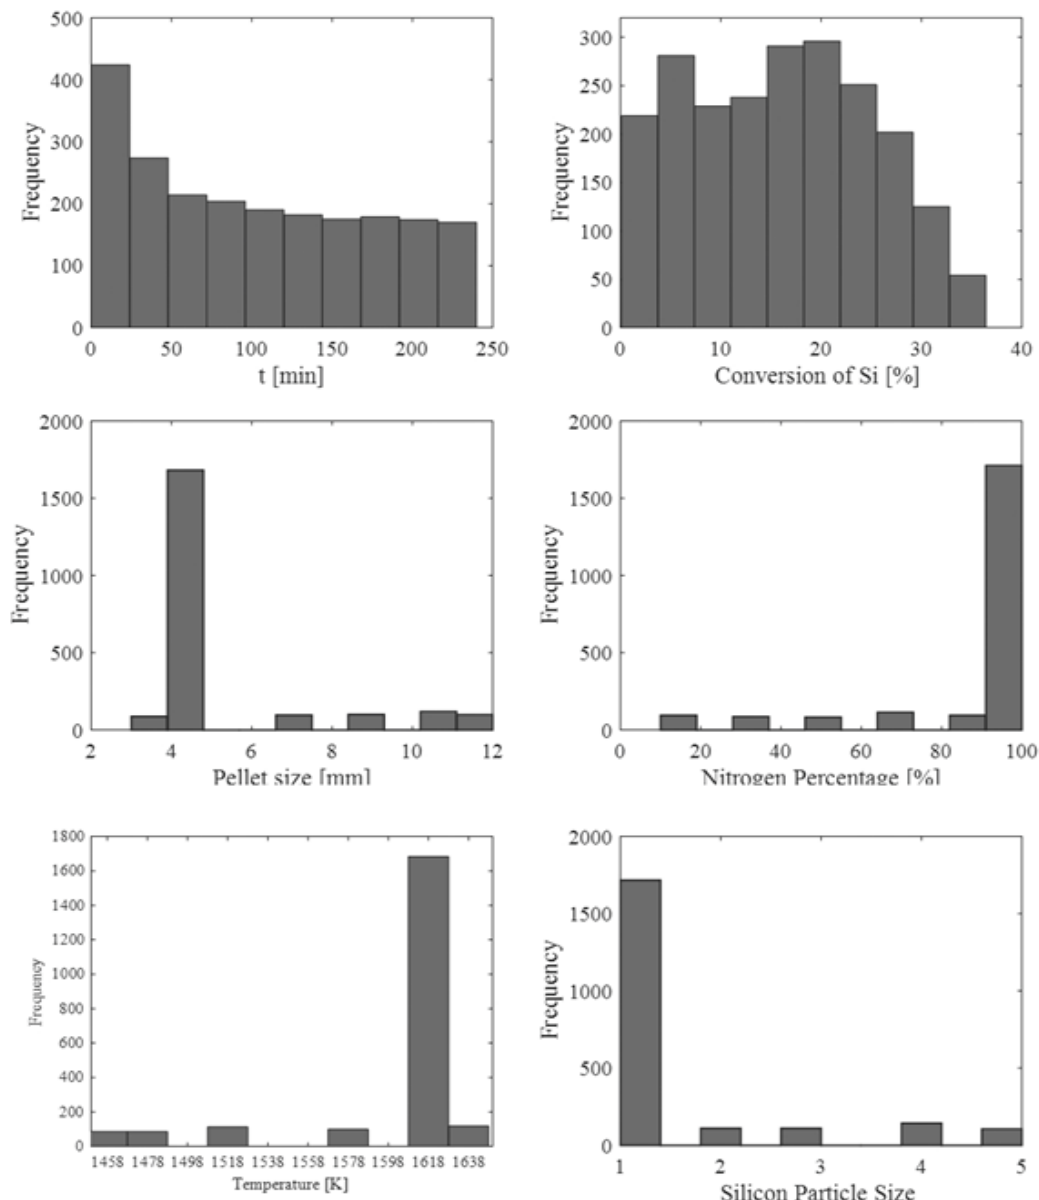 500
400
300
200
100
0
Frequency
0 50 100 150 200 250
t [min]
300
250
200
150
100
50
0
Frequency
0 10 20 30 40
Conversion of Si [%]
2000
1500
1000
500
0
Frequency
2 4 6 8 10 12
Pellet size [mm]
2000
1500
1000
500
0
Frequency
0 20 40 60 80 100
Nitrogen Percentage [%]
1800
1600
1400
1200
1000
800
600
400
200
0
Frequency
1458 1478 1498 1518 1538 1558 1578 1598 1618 1638
Temperature [K]
2000
1500
1000
500
0
Frequency
1 2 3 4 5
Silicon Particle Size